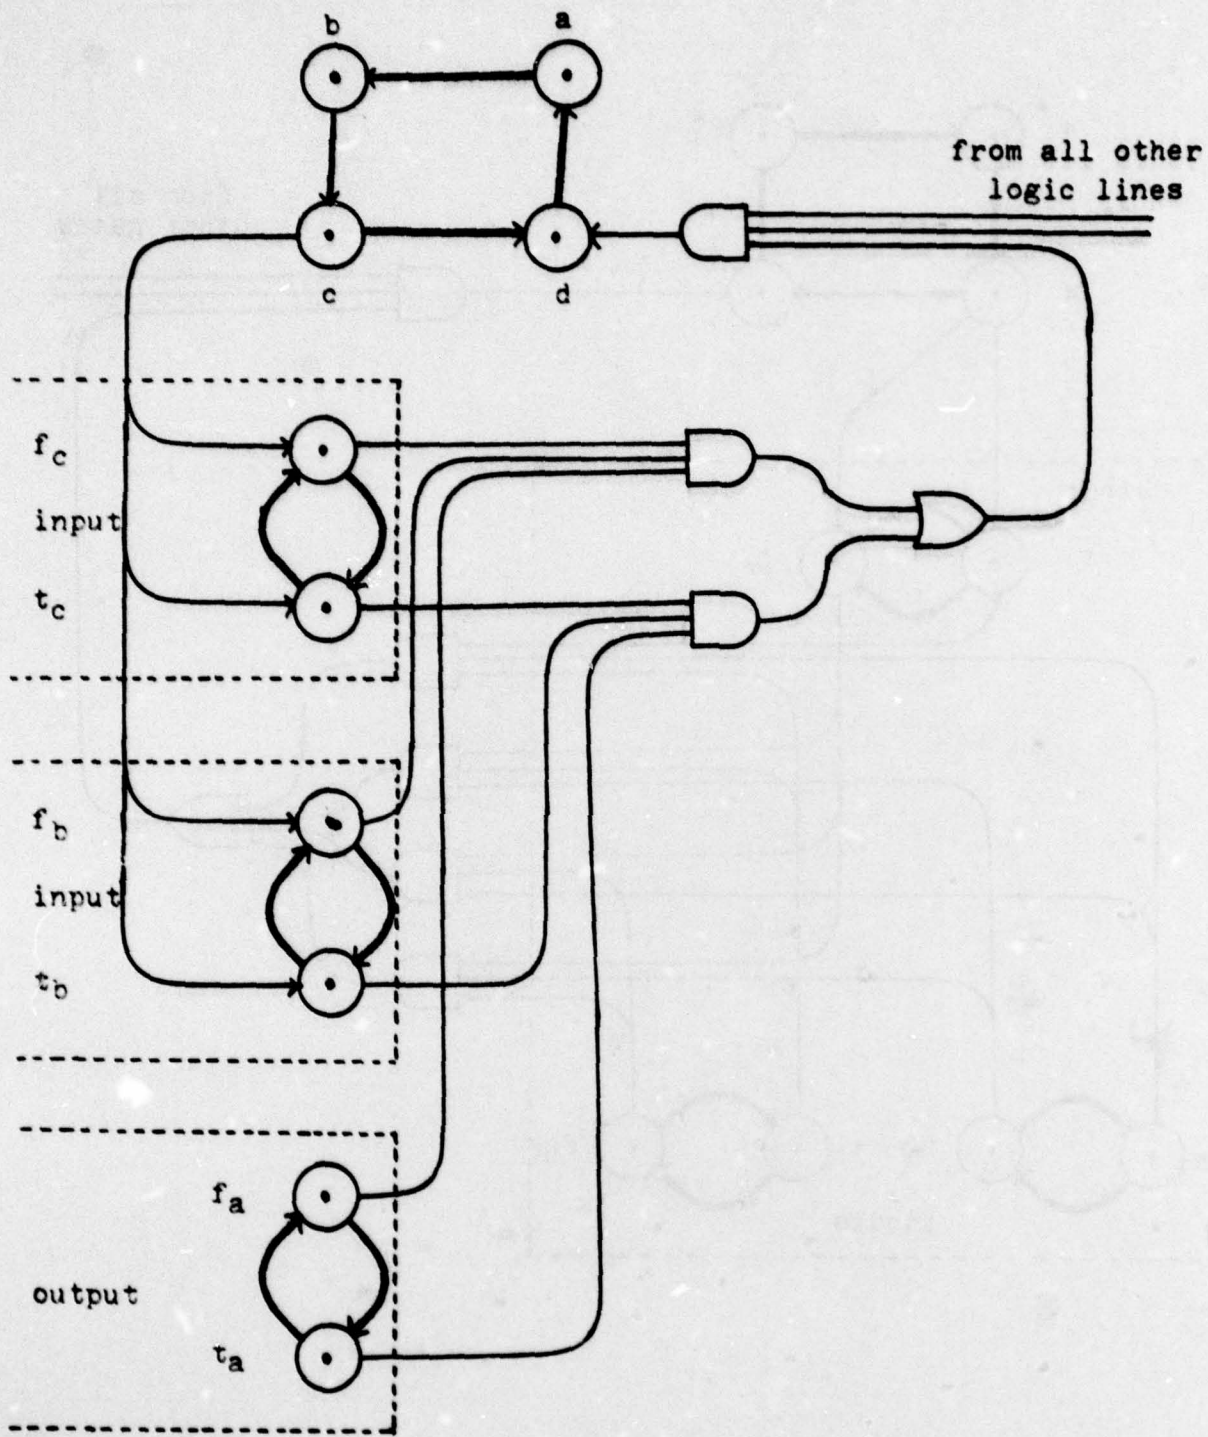 b a
from all other
logic lines
c d
f_c
input
t_c
f_b
input
t_b
f_a
output
t_a